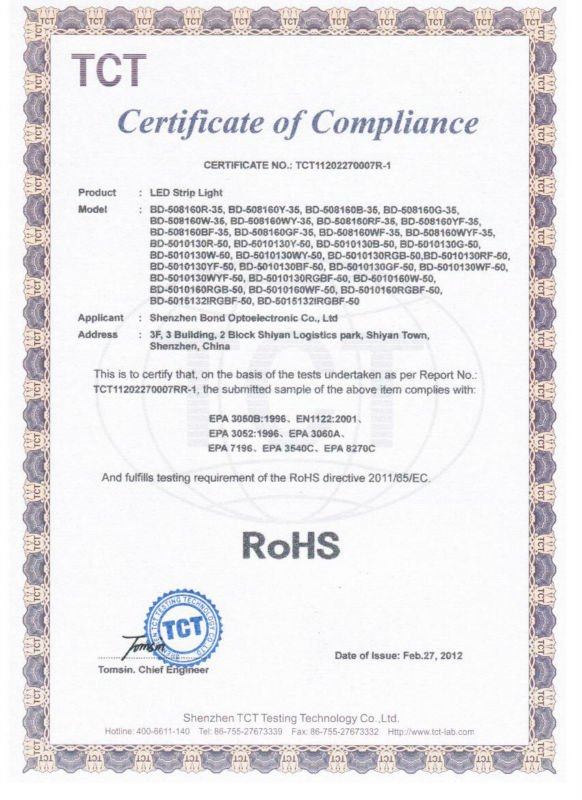 TCT
Certificate of Compliance
CERTIFICATE NO.: TCT11202270007R-1
Product : LED Strip Light
Model : BD-508160R-35, BD-508160Y-35, BD-508160B-35, BD-508160G-35,
BD-508160W-35, BD-508160WY-35, BD-508160RF-35, BD-508160YF-35,
BD-508160BF-35, BD-508160GF-35, BD-508160WF-35, BD-508160WYF-35,
BD-5010130R-50, BD-5010130Y-50, BD-5010130B-50, BD-5010130G-50,
BD-5010130W-50, BD-5010130WY-50, BD-5010130RGB-50,BD-5010130RF-50,
BD-5010130YF-50, BD-5010130BF-50, BD-5010130GF-50, BD-5010130WF-50,
BD-5010130WYF-50, BD-5010130RGBF-50, BD-5010160W-50,
BD-5010160RGB-50, BD-5010160WF-50, BD-5010160RGBF-50,
BD-5015132IRGBF-50, BD-5015132IRGBF-50
Applicant : Shenzhen Bond Optoelectronic Co., Ltd
Address : 3F, 3 Building, 2 Block Shiyan Logistics park, Shiyan Town,
Shenzhen, China
This is to certify that, on the basis of the tests undertaken as per Report No.:
TCT11202270007RR-1, the submitted sample of the above item complies with:
EPA 3050B:1996、EN1122:2001、
EPA 3052:1996、EPA 3060A、
EPA 7196、EPA 3540C、EPA 8270C
And fulfills testing requirement of the RoHS directive 2011/65/EC.
RoHS
TCT
Tomsin
Tomsin. Chief Engineer
Date of Issue: Feb.27, 2012
Shenzhen TCT Testing Technology Co.,Ltd.
Hotline: 400-6611-140 Tel: 86-755-27673339 Fax: 86-755-27673332 Http://www.tct-lab.com